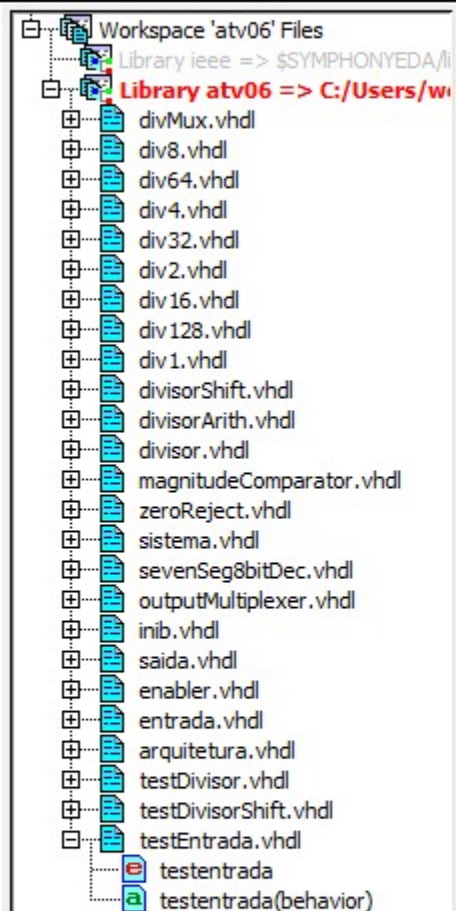 Workspace 'atv06' Files
Library ieee => $SYMPHONYEDA/li
Library atv06 => C:/Users/we
divMux.vhdl
div8.vhdl
div64.vhdl
div4.vhdl
div32.vhdl
div2.vhdl
div16.vhdl
div128.vhdl
div1.vhdl
divisorShift.vhdl
divisorArith.vhdl
divisor.vhdl
magnitudeComparator.vhdl
zeroReject.vhdl
sistema.vhdl
sevenSeg8bitDec.vhdl
outputMultiplexer.vhdl
inib.vhdl
saida.vhdl
enabler.vhdl
entrada.vhdl
arquitetura.vhdl
testDivisor.vhdl
testDivisorShift.vhdl
testEntrada.vhdl
e testentrada
a testentrada(behavior)